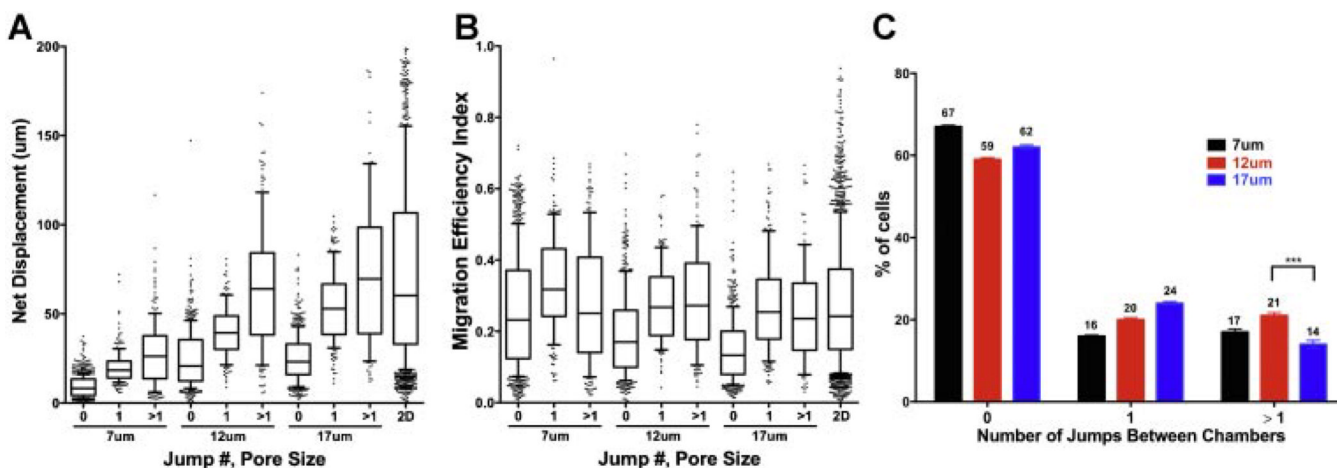 A
Net Displacement (um)
200
150
100
50
0
0 1 >1 0 1 >1 0 1 >1 2D
7um 12um 17um
Jump #, Pore Size
B
Migration Efficiency Index
1.0
0.8
0.6
0.4
0.2
0.0
0 1 >1 0 1 >1 0 1 >1 2D
7um 12um 17um
Jump #, Pore Size
C
% of cells
80
60
40
20
0
67
59
62
16
20
24
17
21
14
***
7um
12um
17um
0 1 >1
Number of Jumps Between Chambers